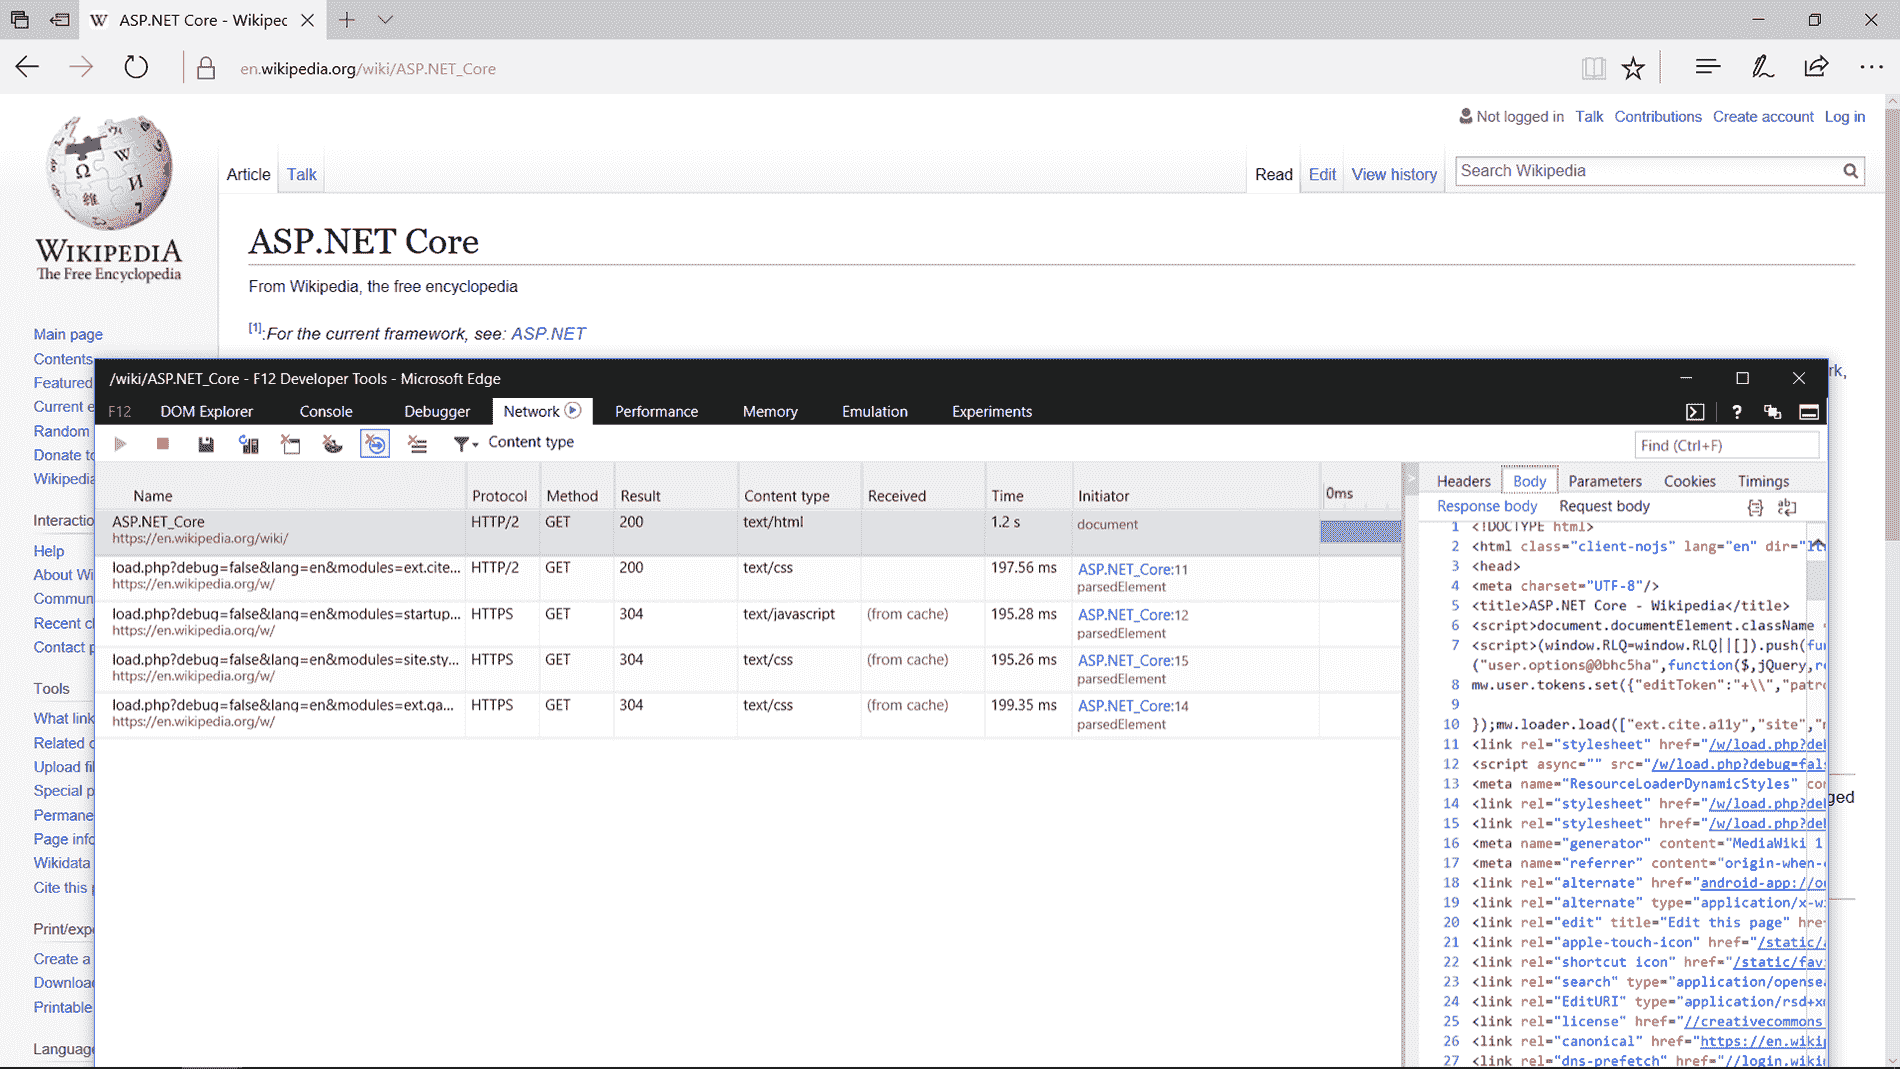 ASP.NET Core - Wikipec
en.wikipedia.org/wiki/ASP.NET_Core
Not logged in Talk Contributions Create account Log in
Article Talk Read Edit View history Search Wikipedia
WIKIPEDIA
The Free Encyclopedia
ASP.NET Core
From Wikipedia, the free encyclopedia
[1]:For the current framework, see: ASP.NET
Main page
Contents
Featured
Current e
Random
Donate to
Wikipedia
Interactio
Help
About Wi
Commun
Recent c
Contact p
Tools
What link
Related c
Upload fil
Special p
Permane
Page info
Wikidata
Cite this p
Print/expo
Create a
Download
Printable
Language
rk,
ged
/wiki/ASP.NET_Core - F12 Developer Tools - Microsoft Edge
F12 DOM Explorer Console Debugger Network Performance Memory Emulation Experiments ?
Content type Find (Ctrl+F)
Name Protocol Method Result Content type Received Time Initiator 0ms
ASP.NET_Core HTTP/2 GET 200 text/html 1.2 s document
https://en.wikipedia.org/wiki/
load.php?debug=false&lang=en&modules=ext.cite... HTTP/2 GET 200 text/css 197.56 ms ASP.NET_Core:11
https://en.wikipedia.org/w/ parsedElement
load.php?debug=false&lang=en&modules=startup... HTTPS GET 304 text/javascript (from cache) 195.28 ms ASP.NET_Core:12
https://en.wikipedia.org/w/ parsedElement
load.php?debug=false&lang=en&modules=site.sty... HTTPS GET 304 text/css (from cache) 195.26 ms ASP.NET_Core:15
https://en.wikipedia.org/w/ parsedElement
load.php?debug=false&lang=en&modules=ext.ga... HTTPS GET 304 text/css (from cache) 199.35 ms ASP.NET_Core:14
https://en.wikipedia.org/w/ parsedElement
Headers Body Parameters Cookies Timings
Response body Request body
1 <!DOCTYPE html>
2 <html class="client-nojs" lang="en" dir="lt
3 <head>
4 <meta charset="UTF-8"/>
5 <title>ASP.NET Core - Wikipedia</title>
6 <script>document.documentElement.className =
7 <script>(window.RLQ=window.RLQ||[]).push(fu
("user.options@0bhc5ha",function($,jQuery,re
8 mw.user.tokens.set({"editToken":"+\\","patro
9
10 });mw.loader.load(["ext.cite.a11y","site","m
11 <link rel="stylesheet" href="/w/load.php?deb
12 <script async="" src="/w/load.php?debug=fals
13 <meta name="ResourceLoaderDynamicStyles" con
14 <link rel="stylesheet" href="/w/load.php?deb
15 <link rel="stylesheet" href="/w/load.php?deb
16 <meta name="generator" content="MediaWiki 1
17 <meta name="referrer" content="origin-when-c
18 <link rel="alternate" href="android-app://or
19 <link rel="alternate" type="application/x-wi
20 <link rel="edit" title="Edit this page" href
21 <link rel="apple-touch-icon" href="/static/a
22 <link rel="shortcut icon" href="/static/fav
23 <link rel="search" type="application/opensea
24 <link rel="EditURI" type="application/rsd+xm
25 <link rel="license" href="//creativecommons
26 <link rel="canonical" href="https://en.wikip
27 <link rel="dns-prefetch" href="//login.wiki